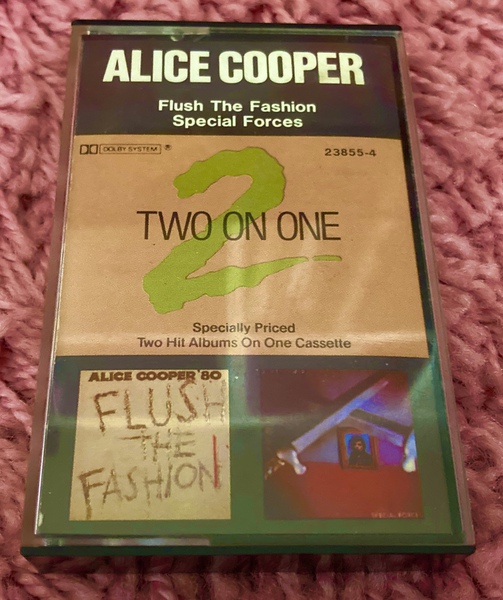 ALICE COOPER
Flush The Fashion
Special Forces
DOLBY SYSTEM ®
23855-4
2
TWO ON ONE
Specially Priced
Two Hit Albums On One Cassette
ALICE COOPER '80
FLUSH
THE
FASHION